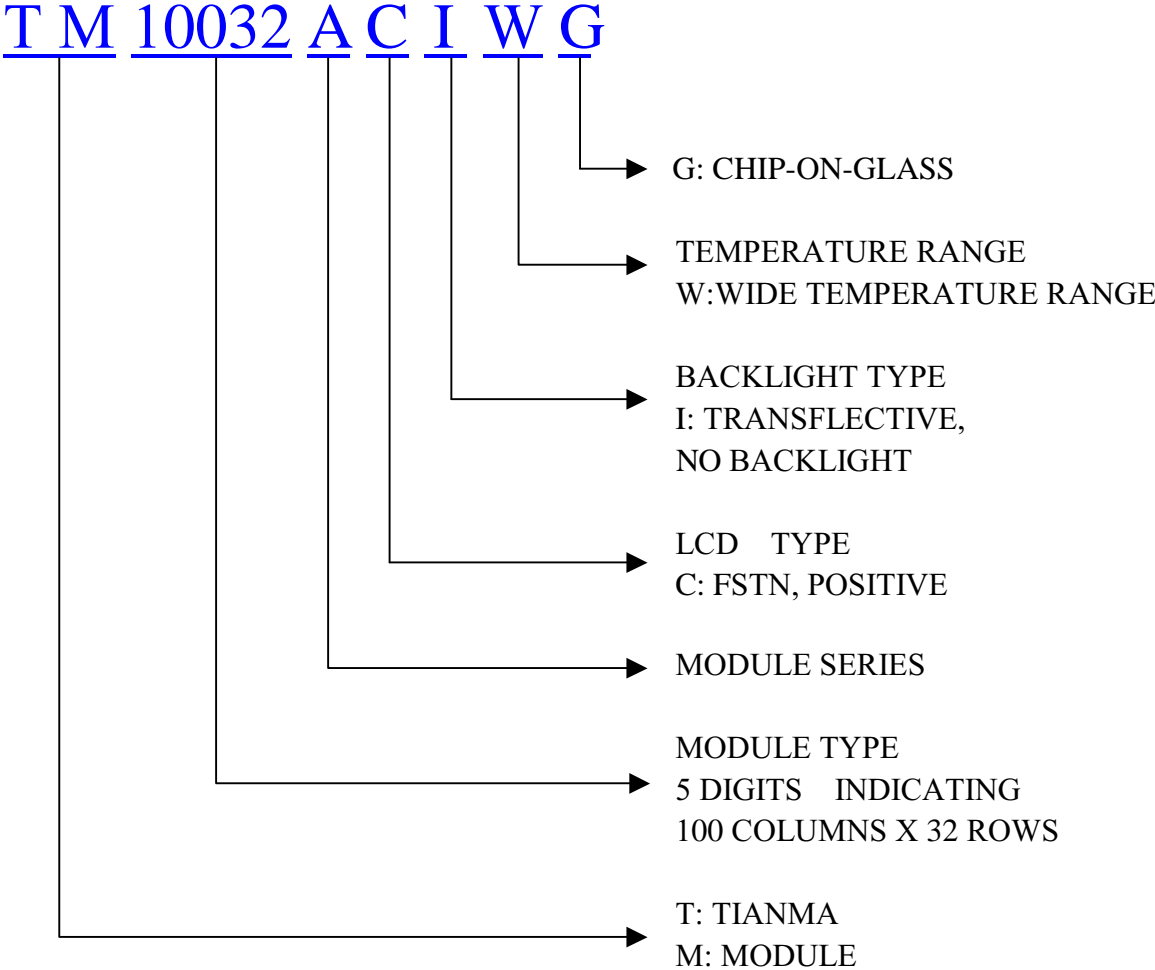 T M 10032 A C I W G
G: CHIP-ON-GLASS
TEMPERATURE RANGE
W:WIDE TEMPERATURE RANGE
BACKLIGHT TYPE
I: TRANSFLECTIVE,
NO BACKLIGHT
LCD TYPE
C: FSTN, POSITIVE
MODULE SERIES
MODULE TYPE
5 DIGITS INDICATING
100 COLUMNS X 32 ROWS
T: TIANMA
M: MODULE